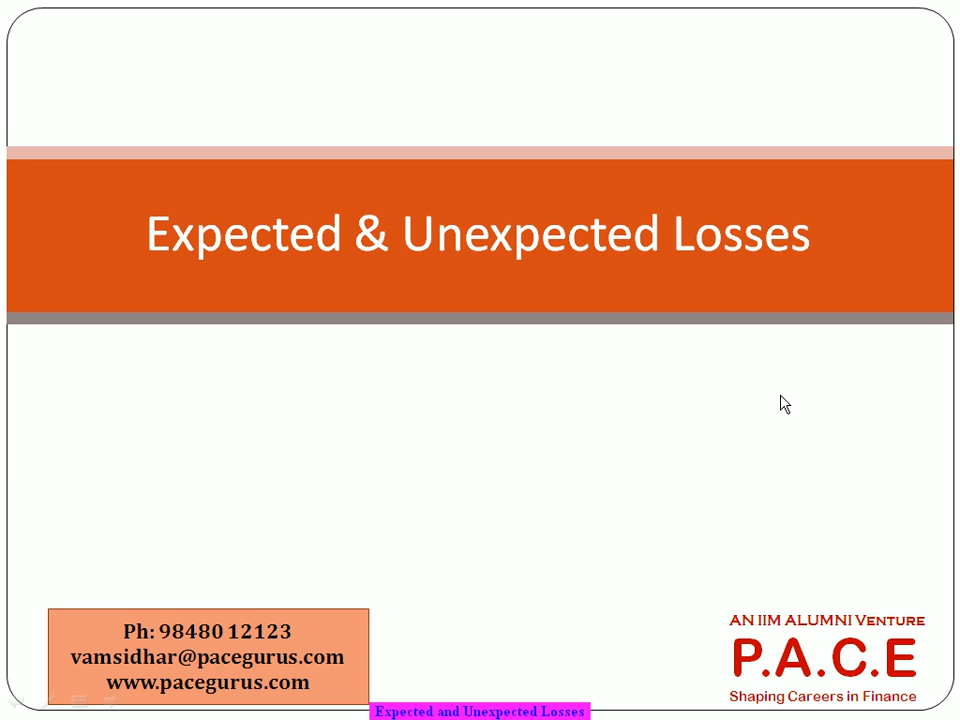 Expected & Unexpected Losses
Ph: 98480 12123
vamsidhar@pacegurus.com
www.pacegurus.com
AN IIM ALUMNI VENTURE
P.A.C.E
Shaping Careers in Finance
Expected and Unexpected Losses